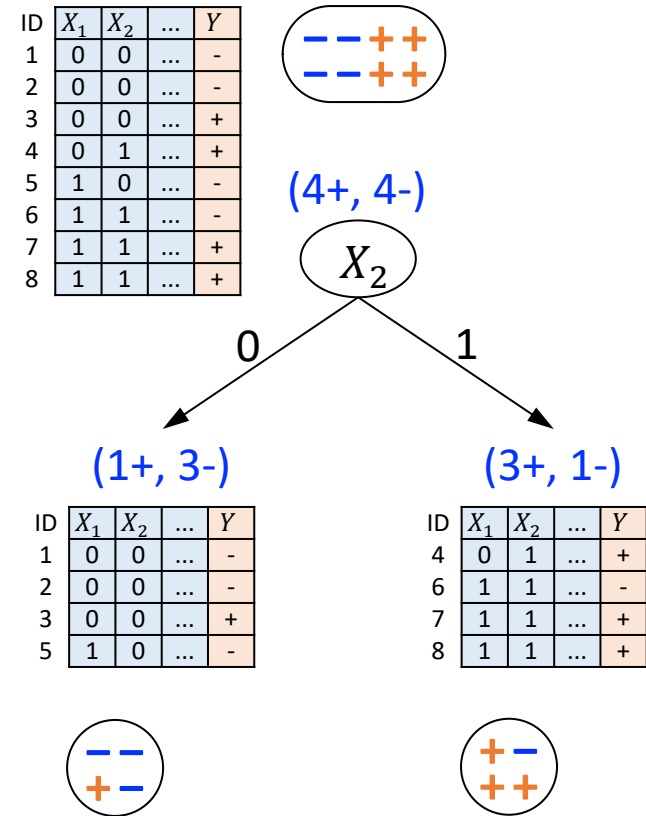 ID X₁ X₂ ... Y
1 0 0 ... -
2 0 0 ... -
3 0 0 ... +
4 0 1 ... +
5 1 0 ... -
6 1 1 ... -
7 1 1 ... +
8 1 1 ... +
− − + +
− − + +
(4+, 4-)
X₂
0
1
(1+, 3-)
ID X₁ X₂ ... Y
1 0 0 ... -
2 0 0 ... -
3 0 0 ... +
5 1 0 ... -
− −
+ −
(3+, 1-)
ID X₁ X₂ ... Y
4 0 1 ... +
6 1 1 ... -
7 1 1 ... +
8 1 1 ... +
+ −
+ +